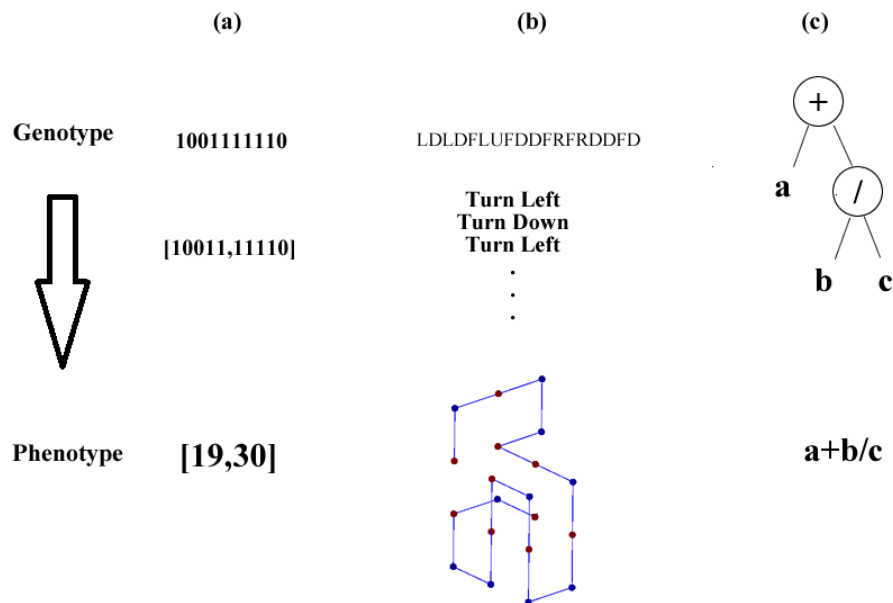 (a) (b) (c)
Genotype 1001111110 LDLDFLUFDDFRFRDDFD +
Turn Left
a /
Turn Down
[10011,11110] Turn Left
b c
.
.
.
Phenotype [19,30] a+b/c